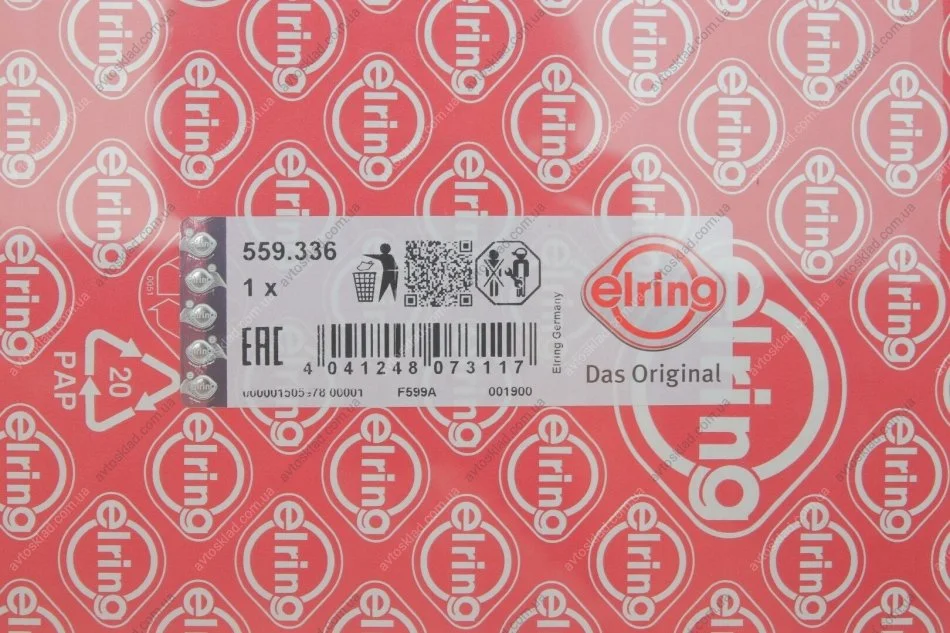 559.336
1 x
EAC
4 041248 073117
F599A
001900
Elring Germany
elring
Das Original
elring
20
PAP
avtosklad.com.ua